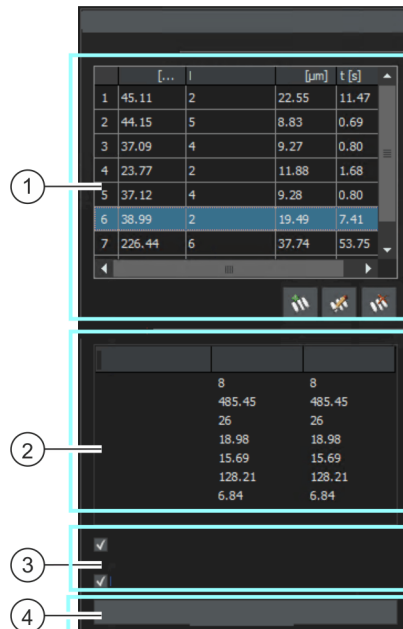 [... l [µm] t [s]
1 45.11 2 22.55 11.47
2 44.15 5 8.83 0.69
3 37.09 4 9.27 0.80
4 23.77 2 11.88 1.68
5 37.12 4 9.28 0.80
6 38.99 2 19.49 7.41
7 226.44 6 37.74 53.75
8 8
485.45 485.45
26 26
18.98 18.98
15.69 15.69
128.21 128.21
6.84 6.84
1
2
3
4